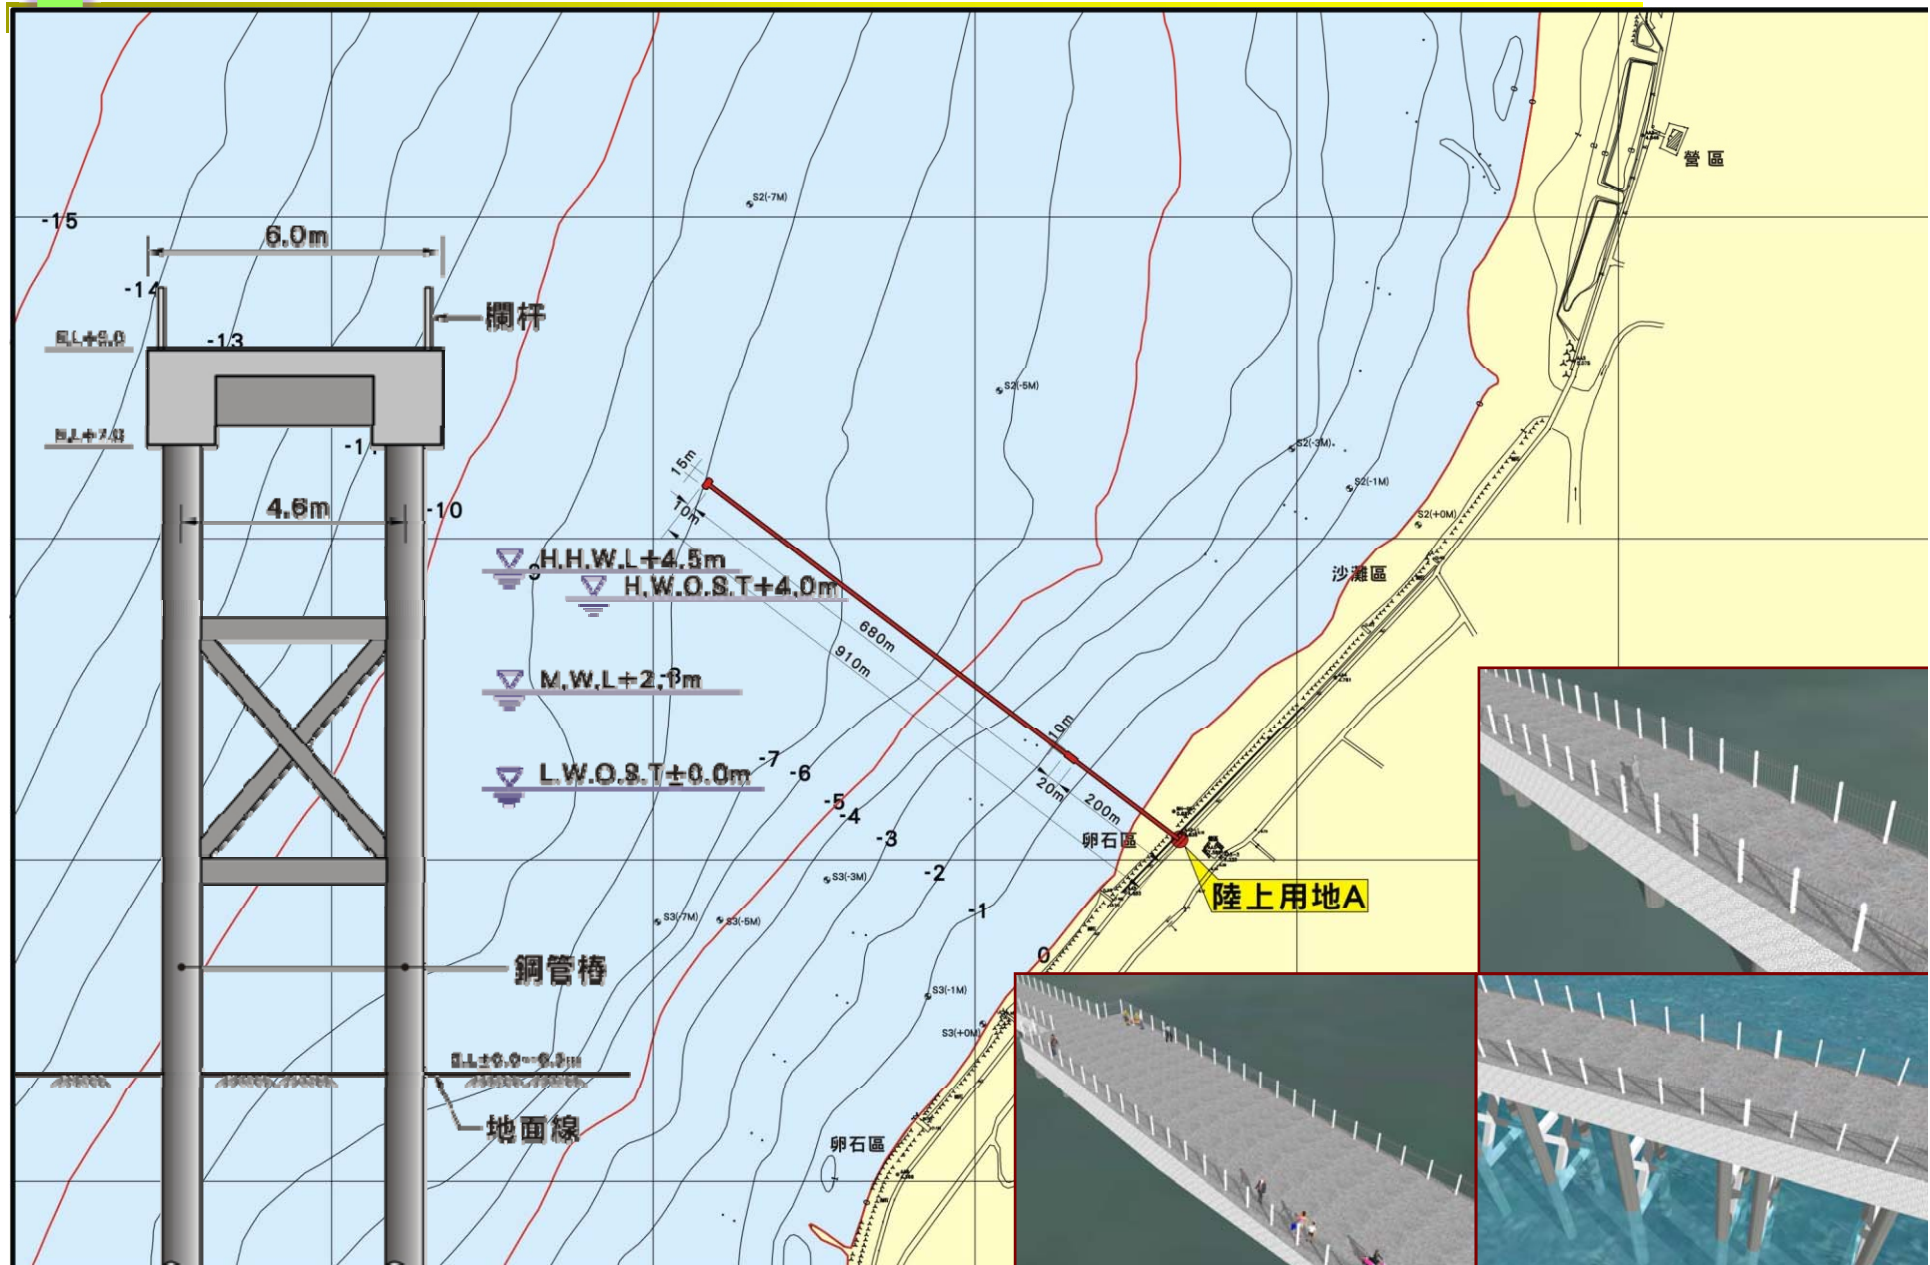 S2(-7M)
營區
-15
6.0m
-14
欄杆
-13
S2(-5M)
S2(-3M)
S2(-1M)
15m
10m
4.6m
-10
S2(+0M)
H.H.W.L+4.5m
H.W.O.S.T+4.0m
沙灘區
680m
910m
M.W.L+2.1m
-8
10m
-7
-6
L.W.O.S.T±0.0m
20m
200m
-5
-4
-3
卵石區
S3(-3M)
-2
陸上用地A
S3(-7M)
S3(-5M)
-1
0
鋼管樁
S3(-1M)
S3(+0M)
地面線
卵石區